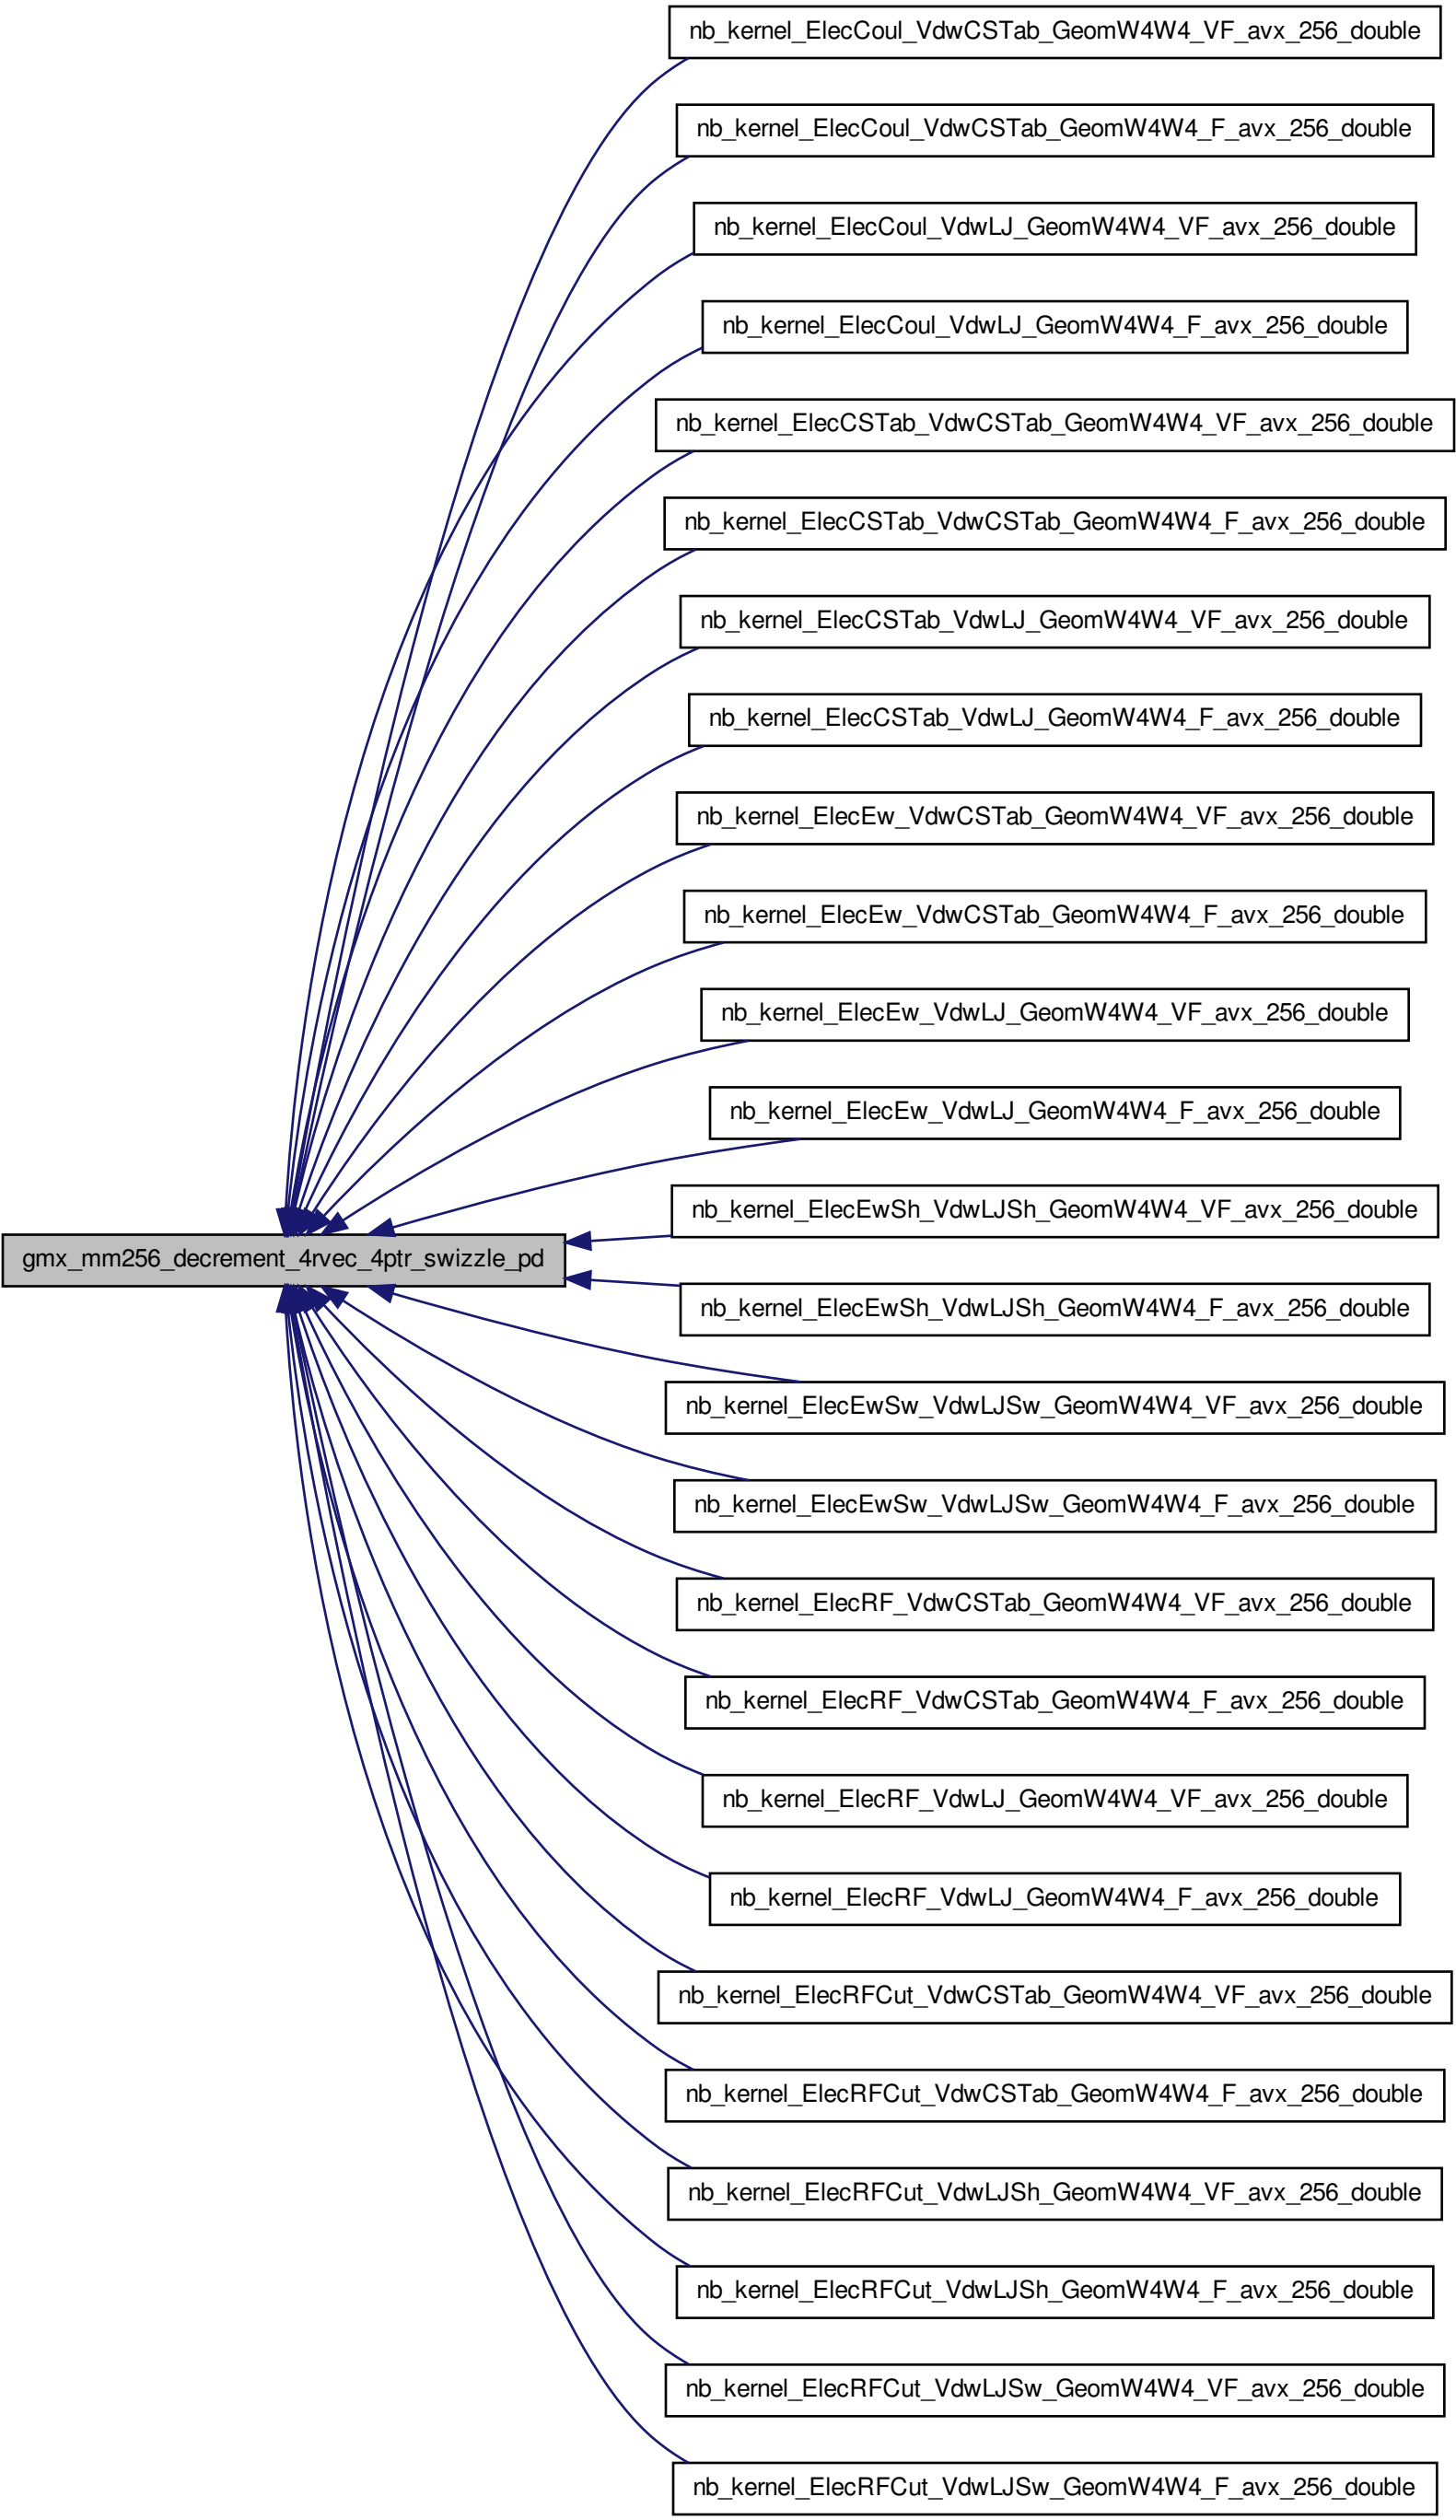 nb_kernel_ElecCoul_VdwCSTab_GeomW4W4_VF_avx_256_double
nb_kernel_ElecCoul_VdwCSTab_GeomW4W4_F_avx_256_double
nb_kernel_ElecCoul_VdwLJ_GeomW4W4_VF_avx_256_double
nb_kernel_ElecCoul_VdwLJ_GeomW4W4_F_avx_256_double
nb_kernel_ElecCSTab_VdwCSTab_GeomW4W4_VF_avx_256_double
nb_kernel_ElecCSTab_VdwCSTab_GeomW4W4_F_avx_256_double
nb_kernel_ElecCSTab_VdwLJ_GeomW4W4_VF_avx_256_double
nb_kernel_ElecCSTab_VdwLJ_GeomW4W4_F_avx_256_double
nb_kernel_ElecEw_VdwCSTab_GeomW4W4_VF_avx_256_double
nb_kernel_ElecEw_VdwCSTab_GeomW4W4_F_avx_256_double
nb_kernel_ElecEw_VdwLJ_GeomW4W4_VF_avx_256_double
nb_kernel_ElecEw_VdwLJ_GeomW4W4_F_avx_256_double
nb_kernel_ElecEwSh_VdwLJSh_GeomW4W4_VF_avx_256_double
gmx_mm256_decrement_4rvec_4ptr_swizzle_pd
nb_kernel_ElecEwSh_VdwLJSh_GeomW4W4_F_avx_256_double
nb_kernel_ElecEwSw_VdwLJSw_GeomW4W4_VF_avx_256_double
nb_kernel_ElecEwSw_VdwLJSw_GeomW4W4_F_avx_256_double
nb_kernel_ElecRF_VdwCSTab_GeomW4W4_VF_avx_256_double
nb_kernel_ElecRF_VdwCSTab_GeomW4W4_F_avx_256_double
nb_kernel_ElecRF_VdwLJ_GeomW4W4_VF_avx_256_double
nb_kernel_ElecRF_VdwLJ_GeomW4W4_F_avx_256_double
nb_kernel_ElecRFCut_VdwCSTab_GeomW4W4_VF_avx_256_double
nb_kernel_ElecRFCut_VdwCSTab_GeomW4W4_F_avx_256_double
nb_kernel_ElecRFCut_VdwLJSh_GeomW4W4_VF_avx_256_double
nb_kernel_ElecRFCut_VdwLJSh_GeomW4W4_F_avx_256_double
nb_kernel_ElecRFCut_VdwLJSw_GeomW4W4_VF_avx_256_double
nb_kernel_ElecRFCut_VdwLJSw_GeomW4W4_F_avx_256_double